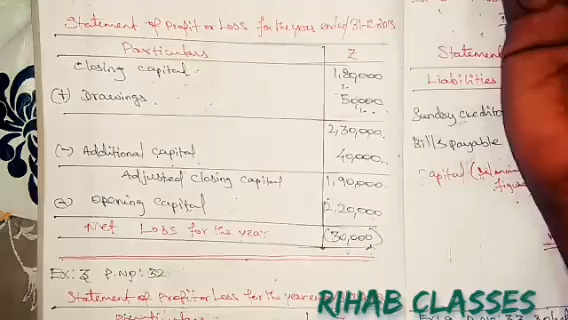 Statement of Profit or Loss for the year ended 31-12-2015
Particulars ₹
Closing capital. 1,80,000
(+) Drawings. 50,000
2,30,000.
(-) Additional capital 40,000.
Adjusted closing capital 1,90,000
(-) Opening capital 2,20,000
Net Loss for the year (30,000)
Ex: 3 P.No: 32
Statement of profit or Loss for the year
Statement
Liabilities
Sunday credito
Bills payable
capital
RIHAB CLASSES